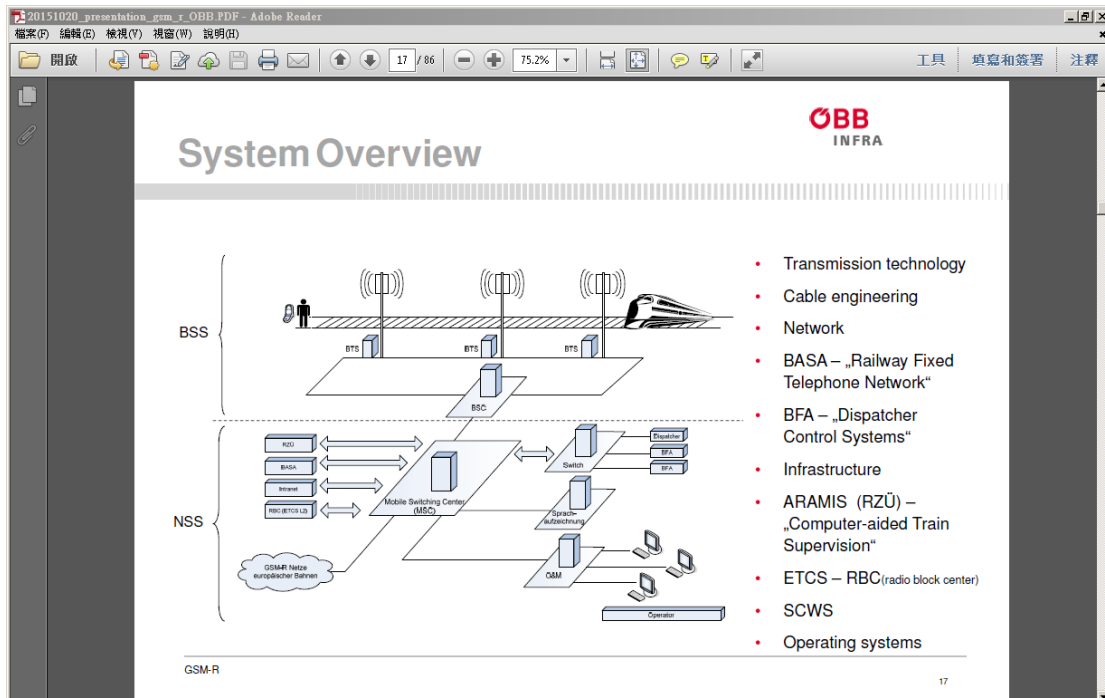 20151020_presentation_gsm_r_OBB.PDF - Adobe Reader
檔案(F) 編輯(E) 檢視(V) 視窗(W) 說明(H)
開啟 17 / 86 75.2% 工具 填寫和簽署 注釋
ÖBB
INFRA
System Overview
BSS
BTS BTS BTS
BSC
NSS
RZÜ
BASA
Intranet
RBC (ETCS L2)
Mobile Switching Center
(MSC)
Switch
Dispatcher
BFA
BFA
Sprach-
aufzeichnung
O&M
GSM-R Netze
europäischer Bahnen
Operator
• Transmission technology
• Cable engineering
• Network
• BASA – „Railway Fixed
Telephone Network“
• BFA – „Dispatcher
Control Systems“
• Infrastructure
• ARAMIS (RZÜ) –
„Computer-aided Train
Supervision“
• ETCS – RBC(radio block center)
• SCWS
• Operating systems
GSM-R
17